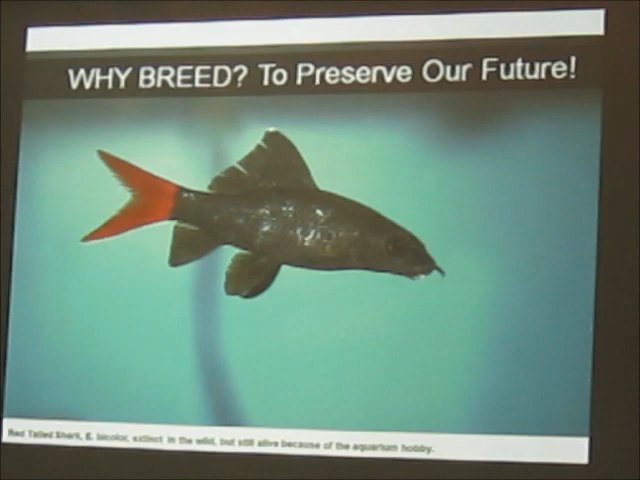 WHY BREED? To Preserve Our Future!
Red Tailed Shark, E. bicolor, extinct in the wild, but still alive because of the aquarium hobby.